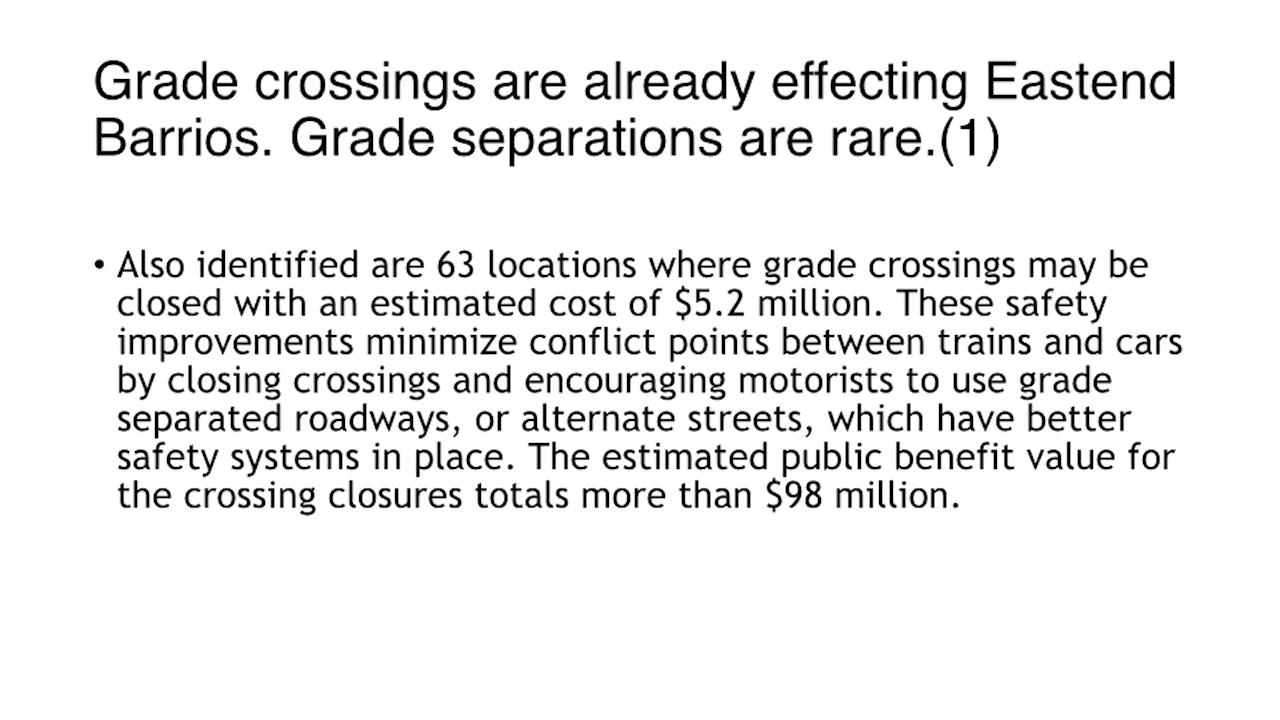 Grade crossings are already effecting Eastend
Barrios. Grade separations are rare.(1)
• Also identified are 63 locations where grade crossings may be
closed with an estimated cost of $5.2 million. These safety
improvements minimize conflict points between trains and cars
by closing crossings and encouraging motorists to use grade
separated roadways, or alternate streets, which have better
safety systems in place. The estimated public benefit value for
the crossing closures totals more than $98 million.